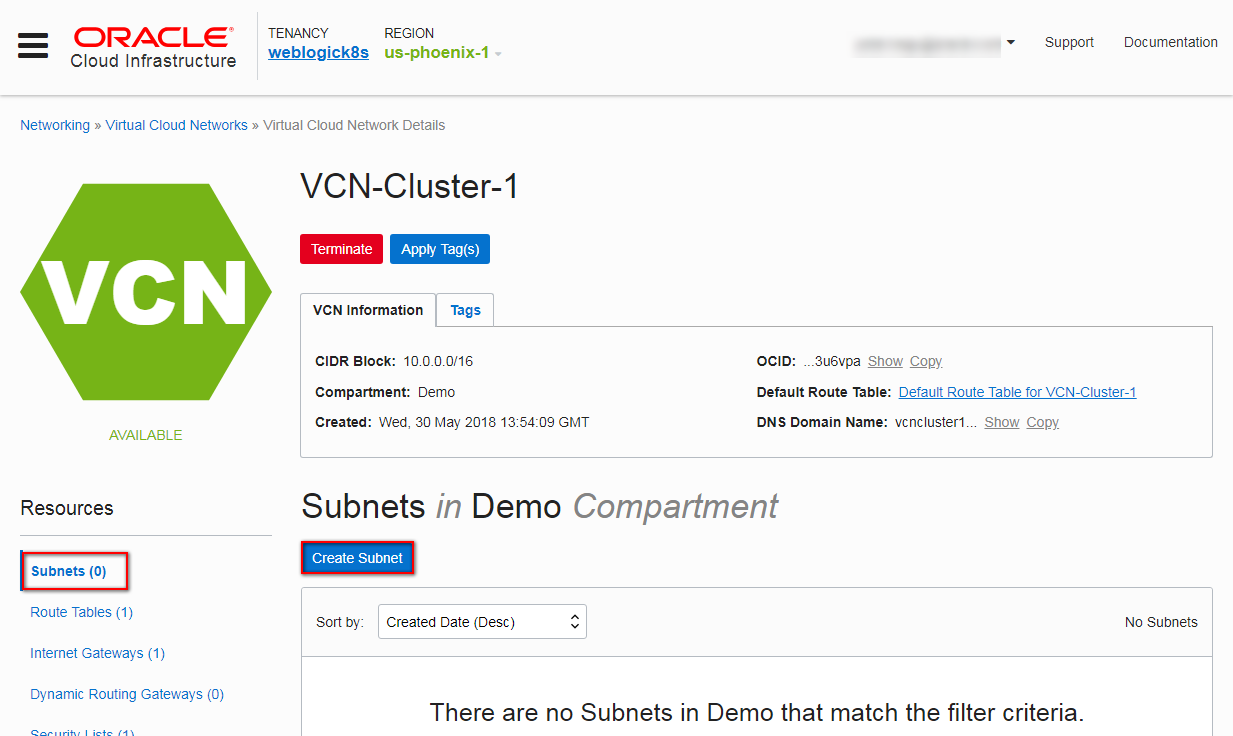 ORACLE®
Cloud Infrastructure
TENANCY
weblogick8s
REGION
us-phoenix-1
Support
Documentation
Networking » Virtual Cloud Networks » Virtual Cloud Network Details
VCN
AVAILABLE
VCN-Cluster-1
Terminate
Apply Tag(s)
VCN Information
Tags
CIDR Block: 10.0.0.0/16
Compartment: Demo
Created: Wed, 30 May 2018 13:54:09 GMT
OCID: ...3u6vpa Show Copy
Default Route Table: Default Route Table for VCN-Cluster-1
DNS Domain Name: vcncluster1... Show Copy
Resources
Subnets (0)
Route Tables (1)
Internet Gateways (1)
Dynamic Routing Gateways (0)
Security Lists (1)
Subnets in Demo Compartment
Create Subnet
Sort by: Created Date (Desc)
No Subnets
There are no Subnets in Demo that match the filter criteria.